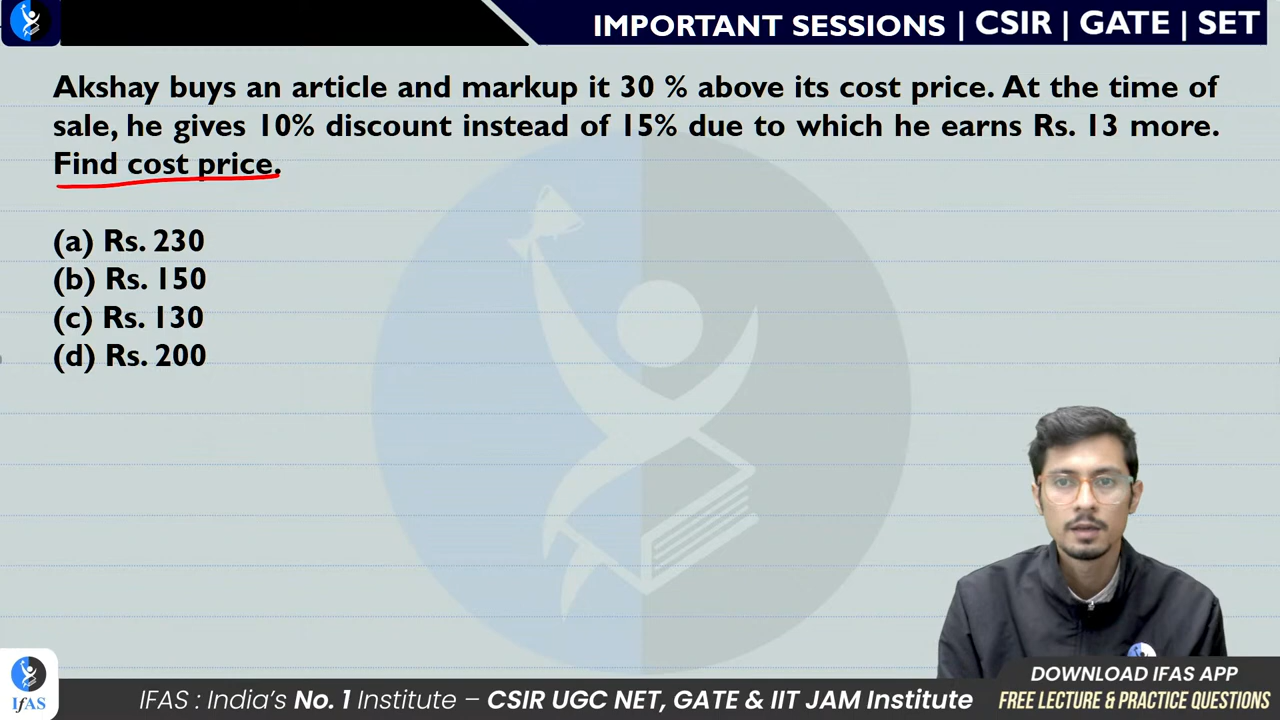 IMPORTANT SESSIONS | CSIR | GATE | SET
Akshay buys an article and markup it 30 % above its cost price. At the time of
sale, he gives 10% discount instead of 15% due to which he earns Rs. 13 more.
Find cost price.
(a) Rs. 230
(b) Rs. 150
(c) Rs. 130
(d) Rs. 200
IfAS
IFAS : India's No. 1 Institute – CSIR UGC NET, GATE & IIT JAM Institute
DOWNLOAD IFAS APP
FREE LECTURE & PRACTICE QUESTIONS